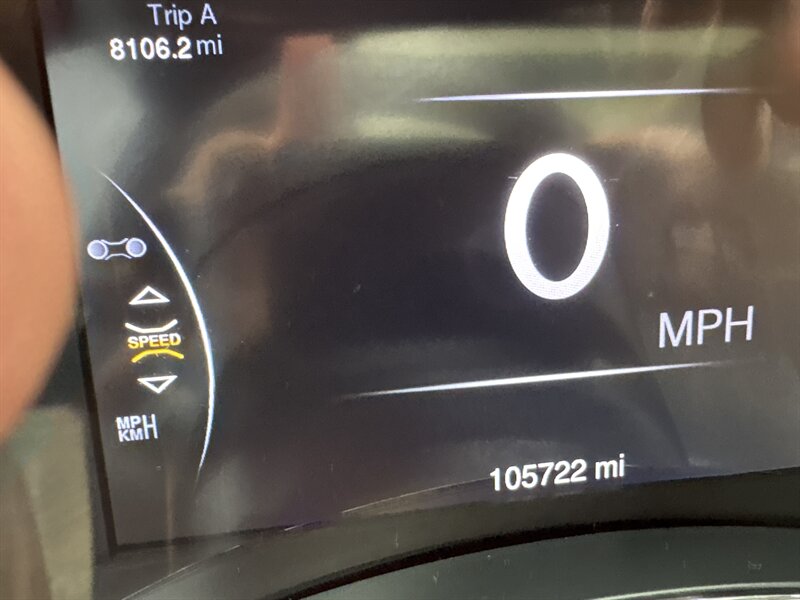 Trip A
8106.2 mi
0
MPH
SPEED
MPH
KMH
105722 mi